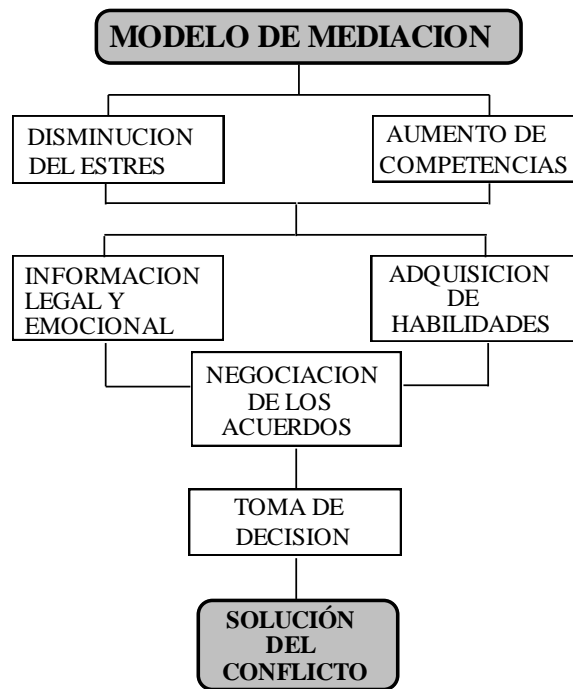 MODELO DE MEDIACION
DISMINUCION
DEL ESTRES
AUMENTO DE
COMPETENCIAS
INFORMACION
LEGAL Y
EMOCIONAL
ADQUISICION
DE
HABILIDADES
NEGOCIACION
DE LOS
ACUERDOS
TOMA DE
DECISION
SOLUCIÓN
DEL
CONFLICTO